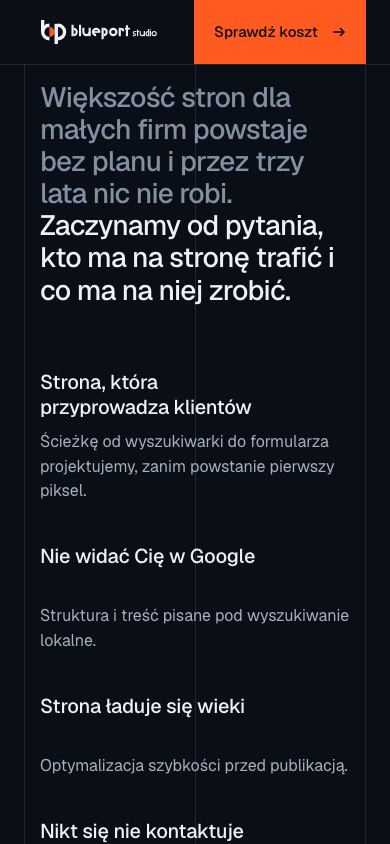 blueport studio
Sprawdź koszt →
Większość stron dla
małych firm powstaje
bez planu i przez trzy
lata nic nie robi.
Zaczynamy od pytania,
kto ma na stronę trafić i
co ma na niej zrobić.
Strona, która
przyprowadza klientów
Ścieżkę od wyszukiwarki do formularza
projektujemy, zanim powstanie pierwszy
piksel.
Nie widać Cię w Google
Struktura i treść pisane pod wyszukiwanie
lokalne.
Strona ładuje się wieki
Optymalizacja szybkości przed publikacją.
Nikt się nie kontaktuje